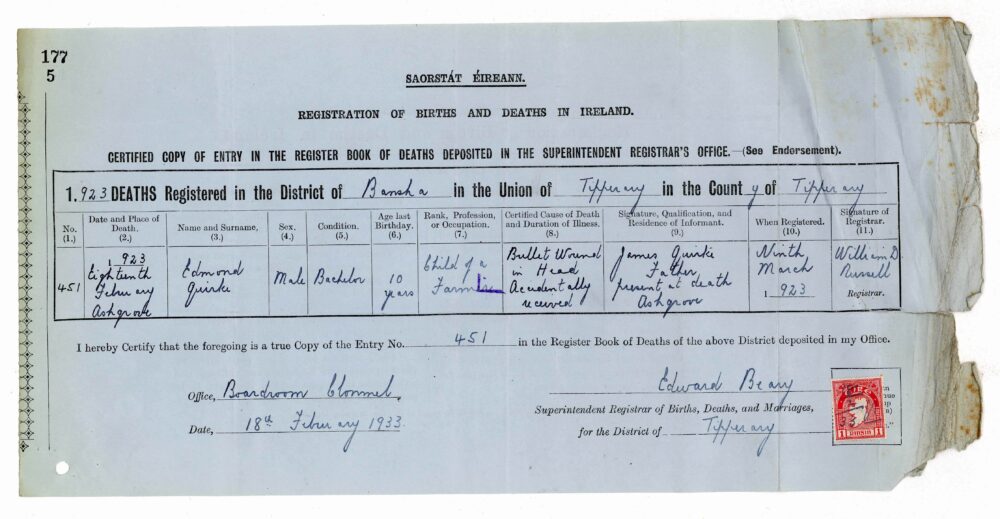 177
5
SAORSTÁT ÉIREANN.
REGISTRATION OF BIRTHS AND DEATHS IN IRELAND.
CERTIFIED COPY OF ENTRY IN THE REGISTER BOOK OF DEATHS DEPOSITED IN THE SUPERINTENDENT REGISTRAR'S OFFICE.—(See Endorsement).
1.923 DEATHS Registered in the District of Bansha in the Union of Tipperary in the County of Tipperary
No. (1.)
Date and Place of Death. (2.)
Name and Surname, (3.)
Sex. (4.)
Condition. (5.)
Age last Birthday. (6.)
Rank, Profession, or Occupation. (7.)
Certified Cause of Death and Duration of Illness. (8.)
Signature, Qualification, and Residence of Informant. (9.)
When Registered. (10.)
Signature of Registrar. (11.)
451
1923
Eighteenth
February
Ashgrove
Edmond
Quirke
Male
Bachelor
10
years
Child of a
Bullet Wound
in Head
Accidentally
received
James Quirke
Father
present at death
Ashgrove
Ninth
March
1 923
William D
Russell
Registrar.
I hereby Certify that the foregoing is a true Copy of the Entry No. 451 in the Register Book of Deaths of the above District deposited in my Office.
Office, Boardroom Clonmel,
Date, 18th February 1933.
Edward Beary
Superintendent Registrar of Births, Deaths, and Marriages,
for the District of Tipperary
1 1